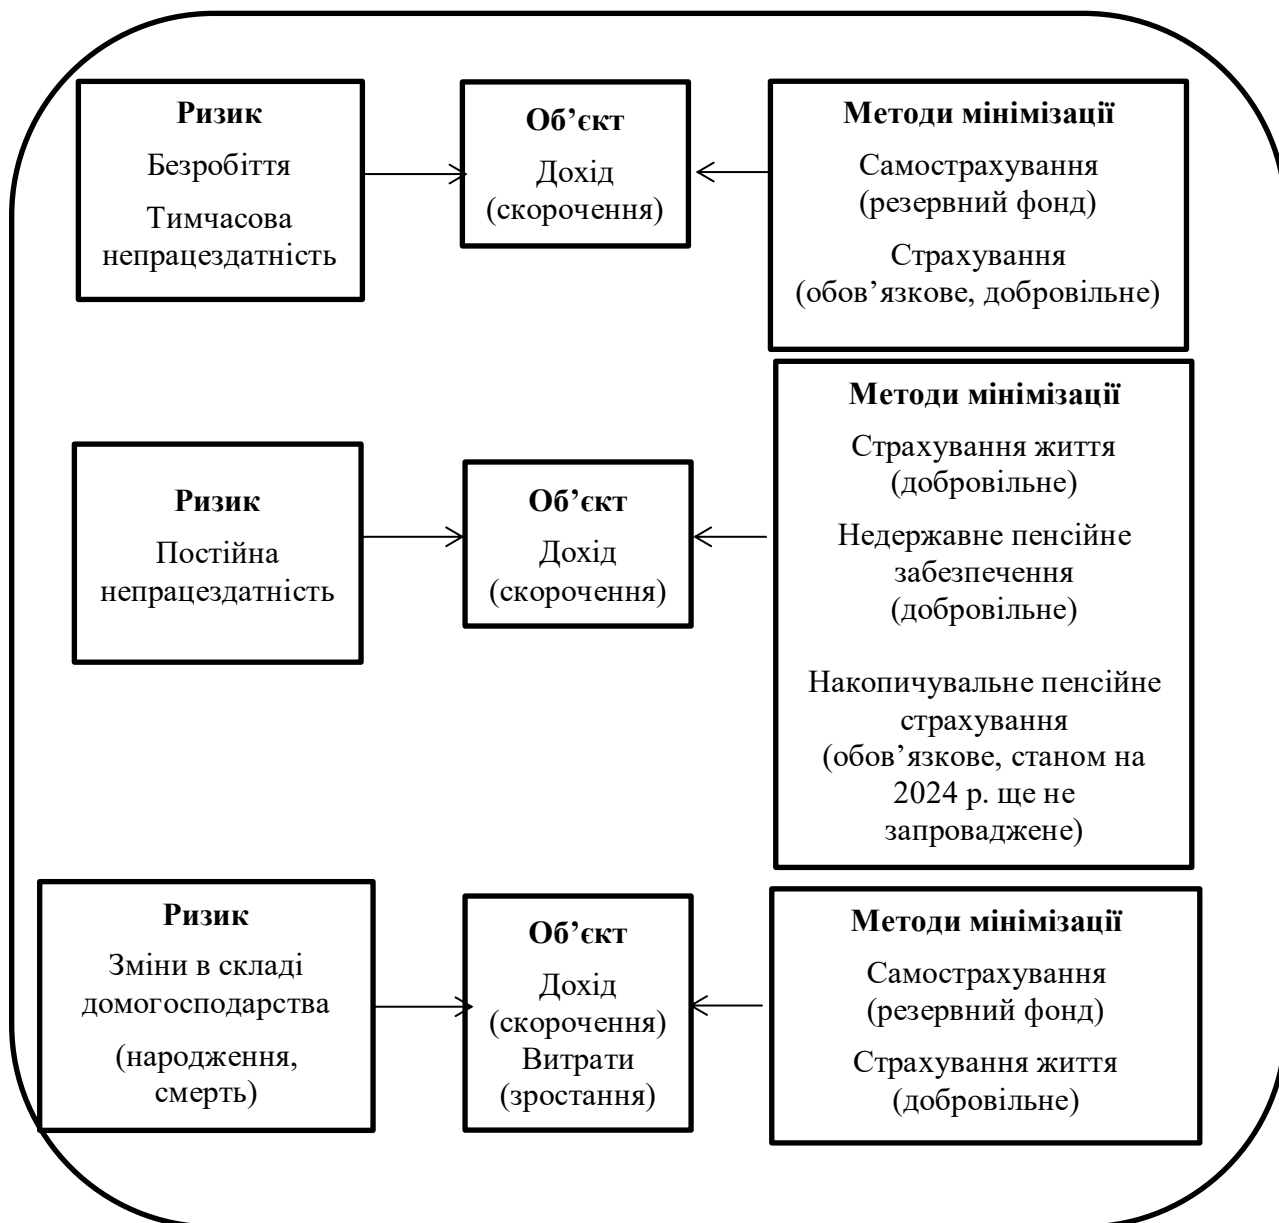 Ризик
Безробіття
Тимчасова
непрацездатність
Об’єкт
Дохід
(скорочення)
Методи мінімізації
Самострахування
(резервний фонд)
Страхування
(обов’язкове, добровільне)
Ризик
Постійна
непрацездатність
Об’єкт
Дохід
(скорочення)
Методи мінімізації
Страхування життя
(добровільне)
Недержавне пенсійне
забезпечення
(добровільне)
Накопичувальне пенсійне
страхування
(обов’язкове, станом на
2024 р. ще не
запроваджене)
Ризик
Зміни в складі
домогосподарства
(народження,
смерть)
Об’єкт
Дохід
(скорочення)
Витрати
(зростання)
Методи мінімізації
Самострахування
(резервний фонд)
Страхування життя
(добровільне)